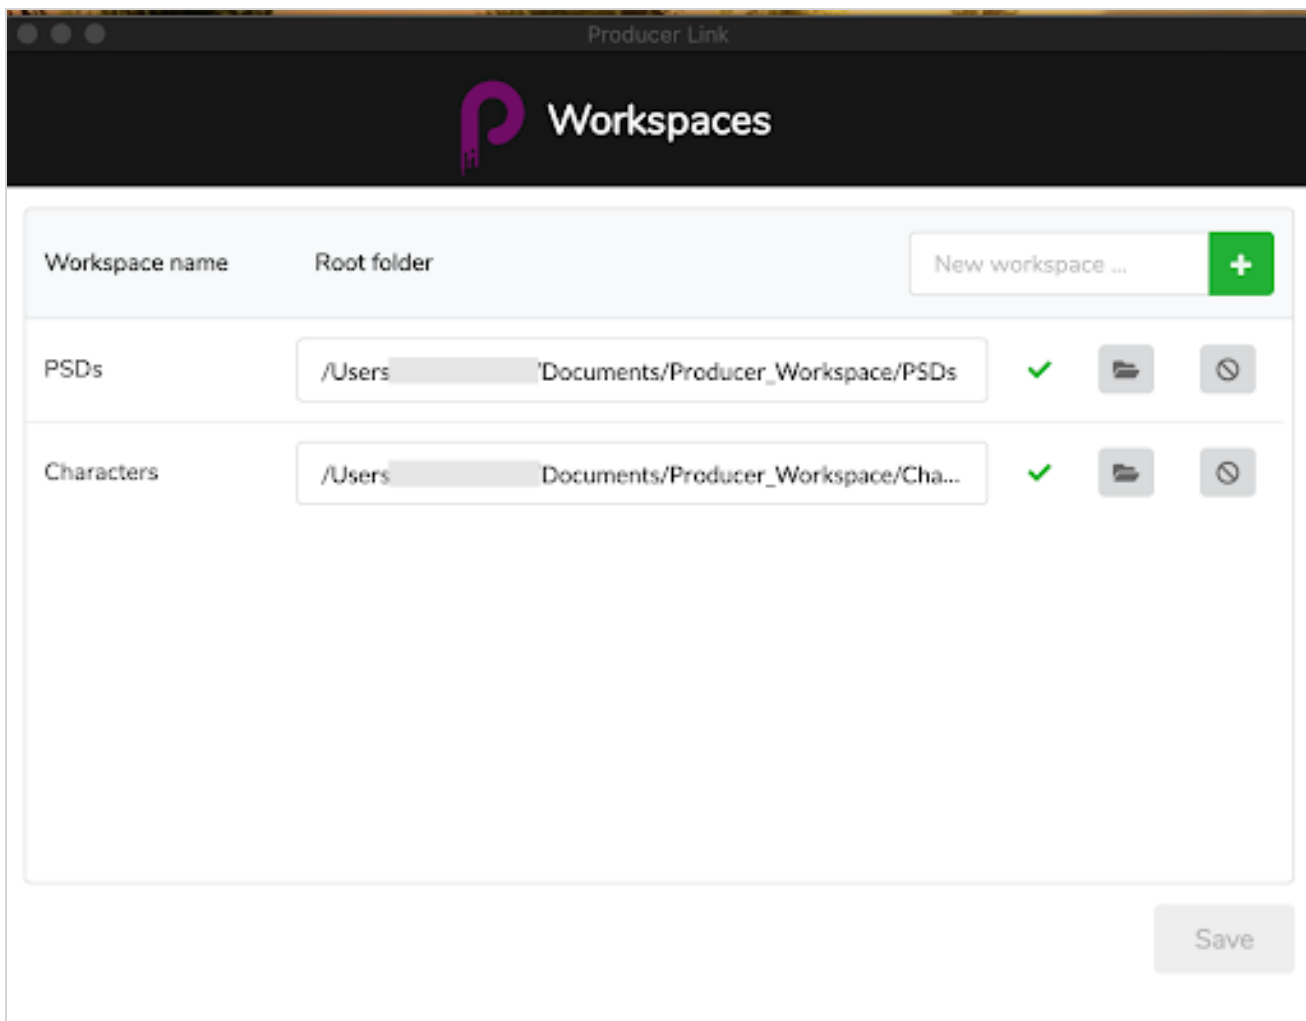 Producer Link
Workspaces
Workspace name Root folder New workspace ...
PSDs /Users /Documents/Producer_Workspace/PSDs
Characters /Users /Documents/Producer_Workspace/Cha...
Save